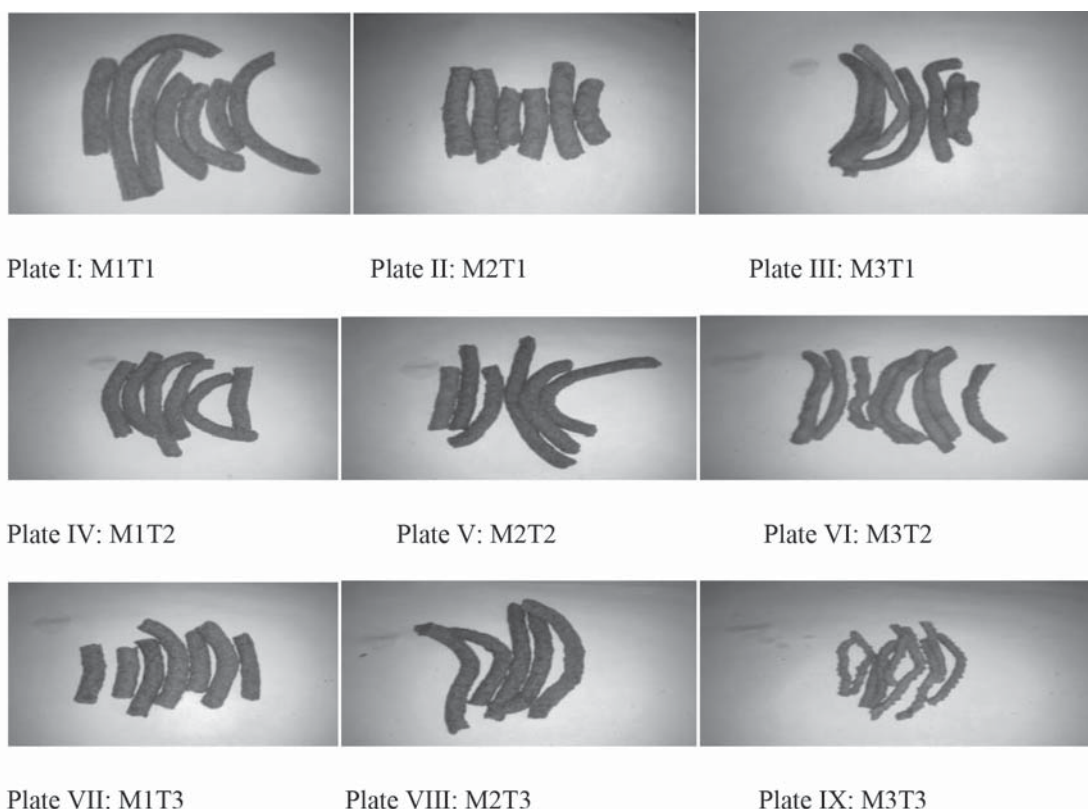 Plate I: M1T1
Plate II: M2T1
Plate III: M3T1
Plate IV: M1T2
Plate V: M2T2
Plate VI: M3T2
Plate VII: M1T3
Plate VIII: M2T3
Plate IX: M3T3